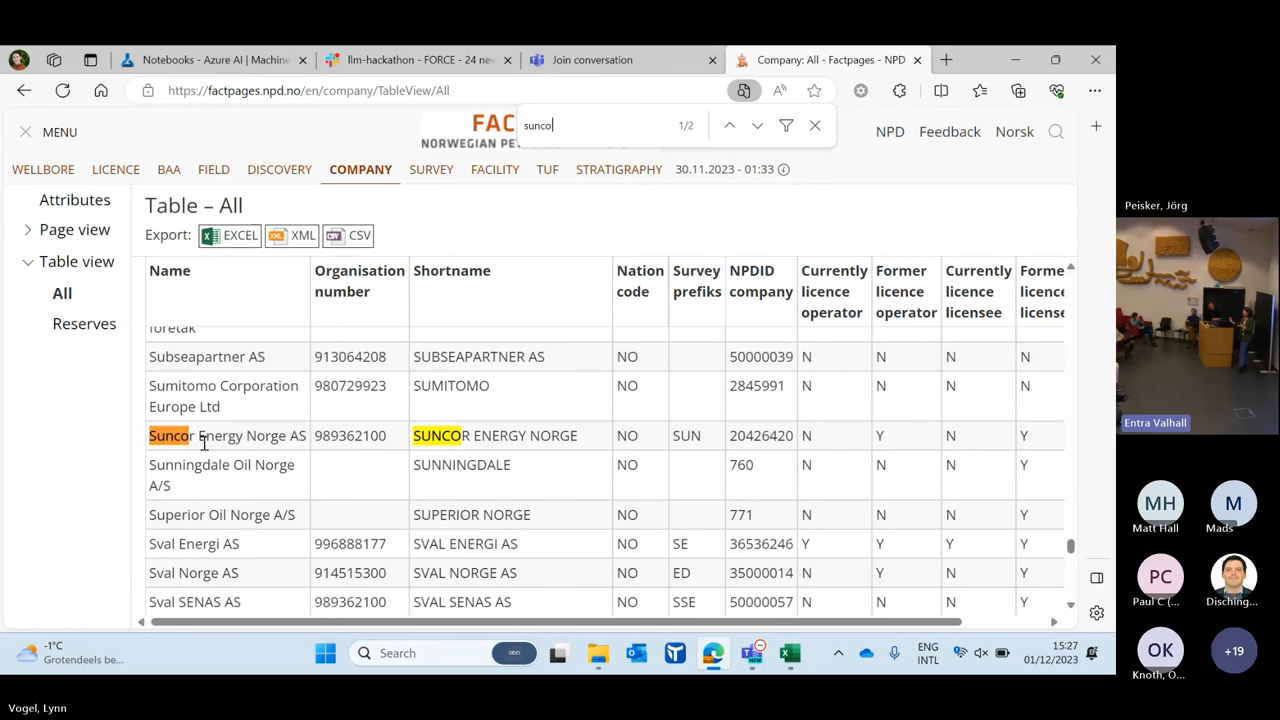 Notebooks - Azure AI | Machine
llm-hackathon - FORCE - 24 nev
Join conversation
Company: All - Factpages - NPD
https://factpages.npd.no/en/company/TableView/All
sunco
1/2
MENU
FAC
NORWEGIAN PE
NPD Feedback Norsk
WELLBORE LICENCE BAA FIELD DISCOVERY COMPANY SURVEY FACILITY TUF STRATIGRAPHY 30.11.2023 - 01:33
Attributes
Page view
Table view
All
Reserves
Table – All
Export: EXCEL XML CSV
Name Organisation number Shortname Nation code Survey prefiks NPDID company Currently licence operator Former licence operator Currently licence licensee Forme licence license
foretak
Subseapartner AS 913064208 SUBSEAPARTNER AS NO 50000039 N N N N
Sumitomo Corporation Europe Ltd 980729923 SUMITOMO NO 2845991 N N N N
Suncor Energy Norge AS 989362100 SUNCOR ENERGY NORGE NO SUN 20426420 N Y N Y
Sunningdale Oil Norge A/S SUNNINGDALE NO 760 N N N Y
Superior Oil Norge A/S SUPERIOR NORGE NO 771 N N N Y
Sval Energi AS 996888177 SVAL ENERGI AS NO SE 36536246 Y Y Y Y
Sval Norge AS 914515300 SVAL NORGE AS NO ED 35000014 N Y N Y
Sval SENAS AS 989362100 SVAL SENAS AS NO SSE 50000057 N N N Y
-1°C
Grotendeels be...
Search
NEW
ENG
INTL
15:27
01/12/2023
Vogel, Lynn
Peisker, Jörg
Entra Valhall
MH
Matt Hall
M
Mads
PC
Paul C (...
Disching...
OK
Knoth, O...
+19